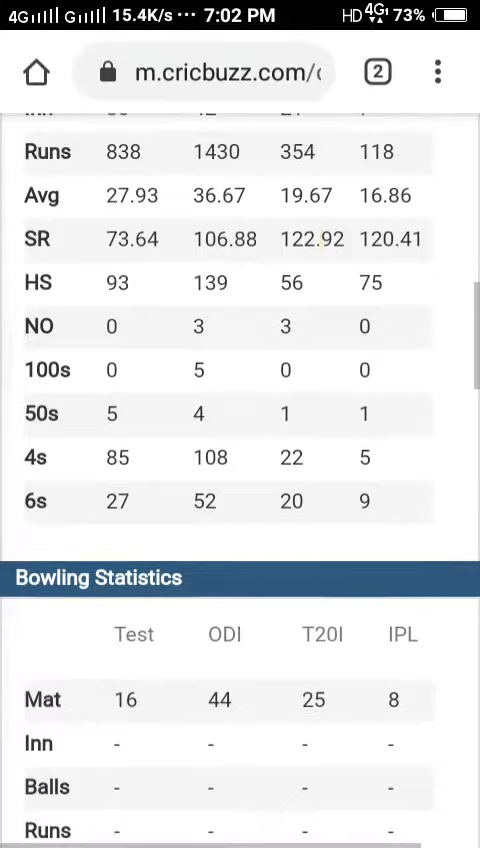 4G 4G 15.4K/s ··· 7:02 PM HD 4G 73%
m.cricbuzz.com/
2
Runs 838 1430 354 118
Avg 27.93 36.67 19.67 16.86
SR 73.64 106.88 122.92 120.41
HS 93 139 56 75
NO 0 3 3 0
100s 0 5 0 0
50s 5 4 1 1
4s 85 108 22 5
6s 27 52 20 9
Bowling Statistics
Test ODI T20I IPL
Mat 16 44 25 8
Inn - - - -
Balls - - - -
Runs - - - -